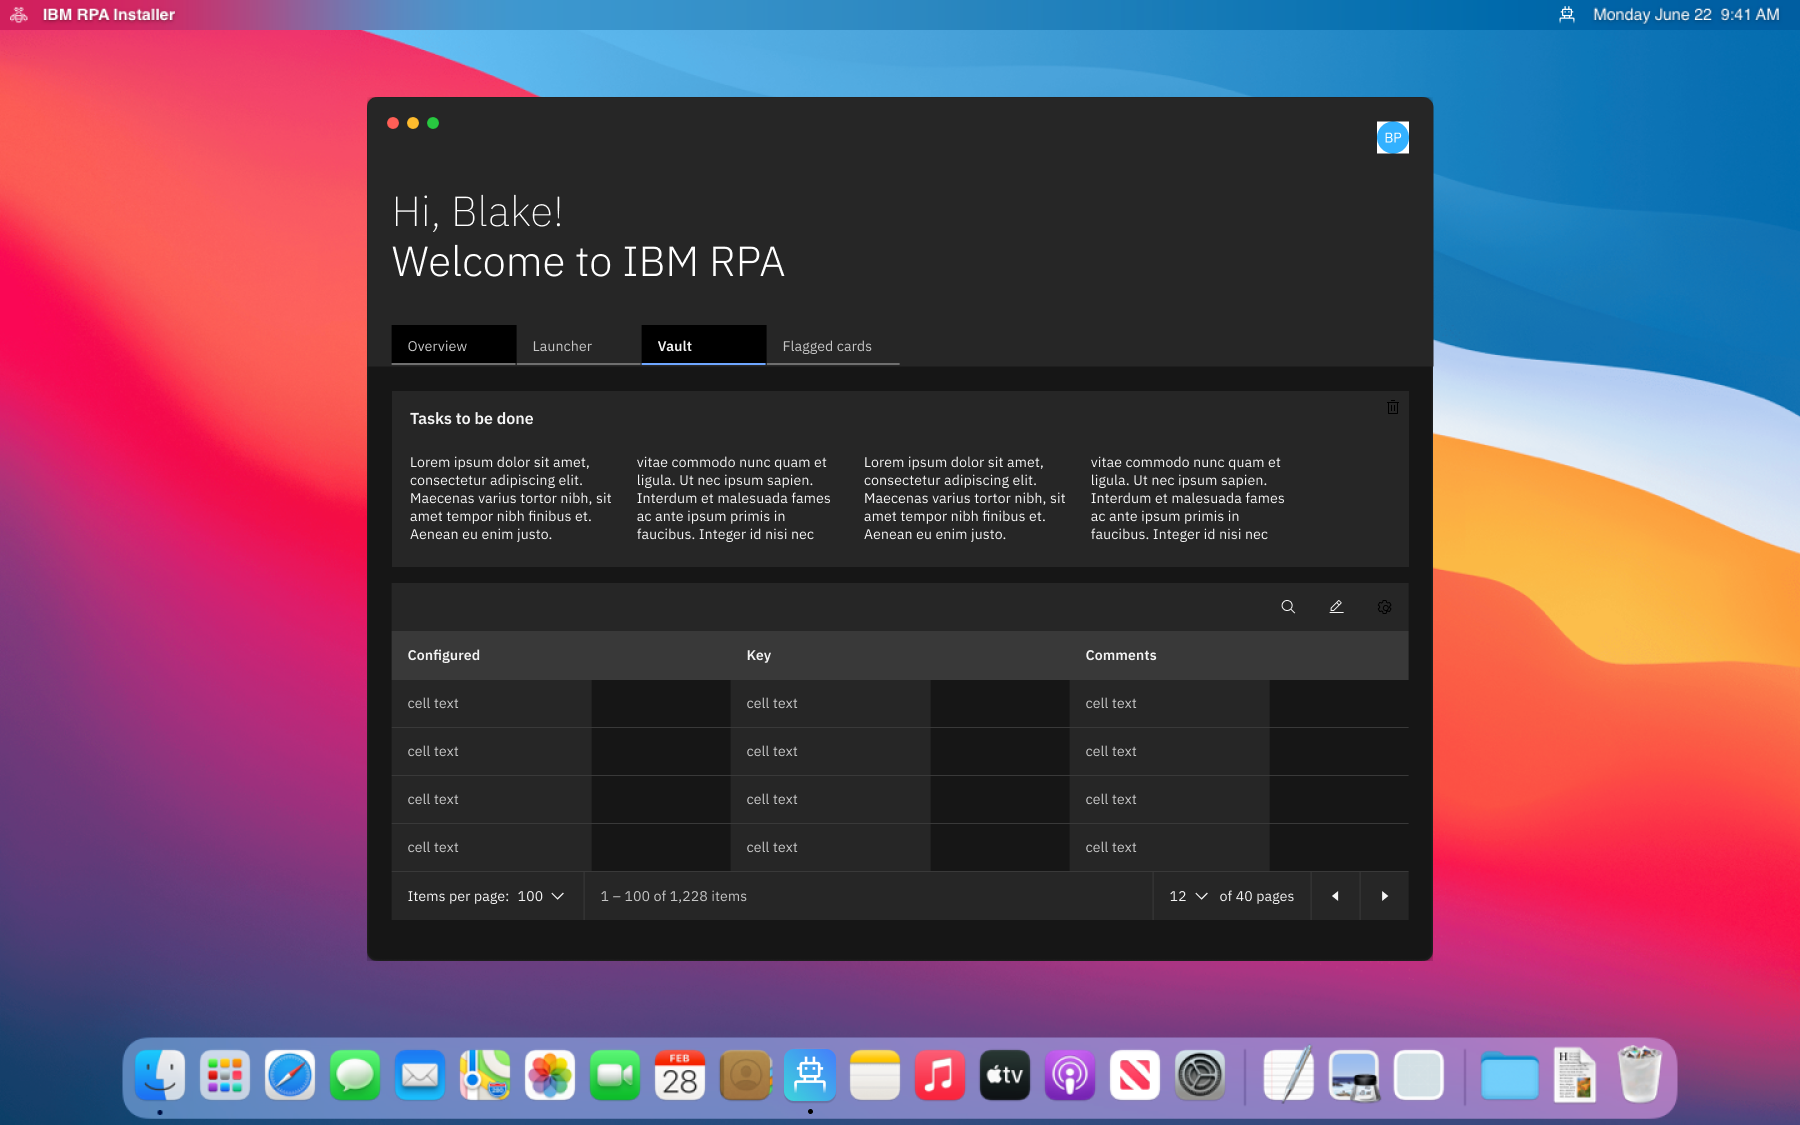 IBM RPA Installer
Monday June 22 9:41 AM
BP
Hi, Blake!
Welcome to IBM RPA
Overview
Launcher
Vault
Flagged cards
Tasks to be done
Lorem ipsum dolor sit amet,
consectetur adipiscing elit.
Maecenas varius tortor nibh, sit
amet tempor nibh finibus et.
Aenean eu enim justo.
vitae commodo nunc quam et
ligula. Ut nec ipsum sapien.
Interdum et malesuada fames
ac ante ipsum primis in
faucibus. Integer id nisi nec
Lorem ipsum dolor sit amet,
consectetur adipiscing elit.
Maecenas varius tortor nibh, sit
amet tempor nibh finibus et.
Aenean eu enim justo.
vitae commodo nunc quam et
ligula. Ut nec ipsum sapien.
Interdum et malesuada fames
ac ante ipsum primis in
faucibus. Integer id nisi nec
Configured Key Comments
cell text cell text cell text
cell text cell text cell text
cell text cell text cell text
cell text cell text cell text
Items per page: 100
1 – 100 of 1,228 items
12 of 40 pages
FEB
28
tv